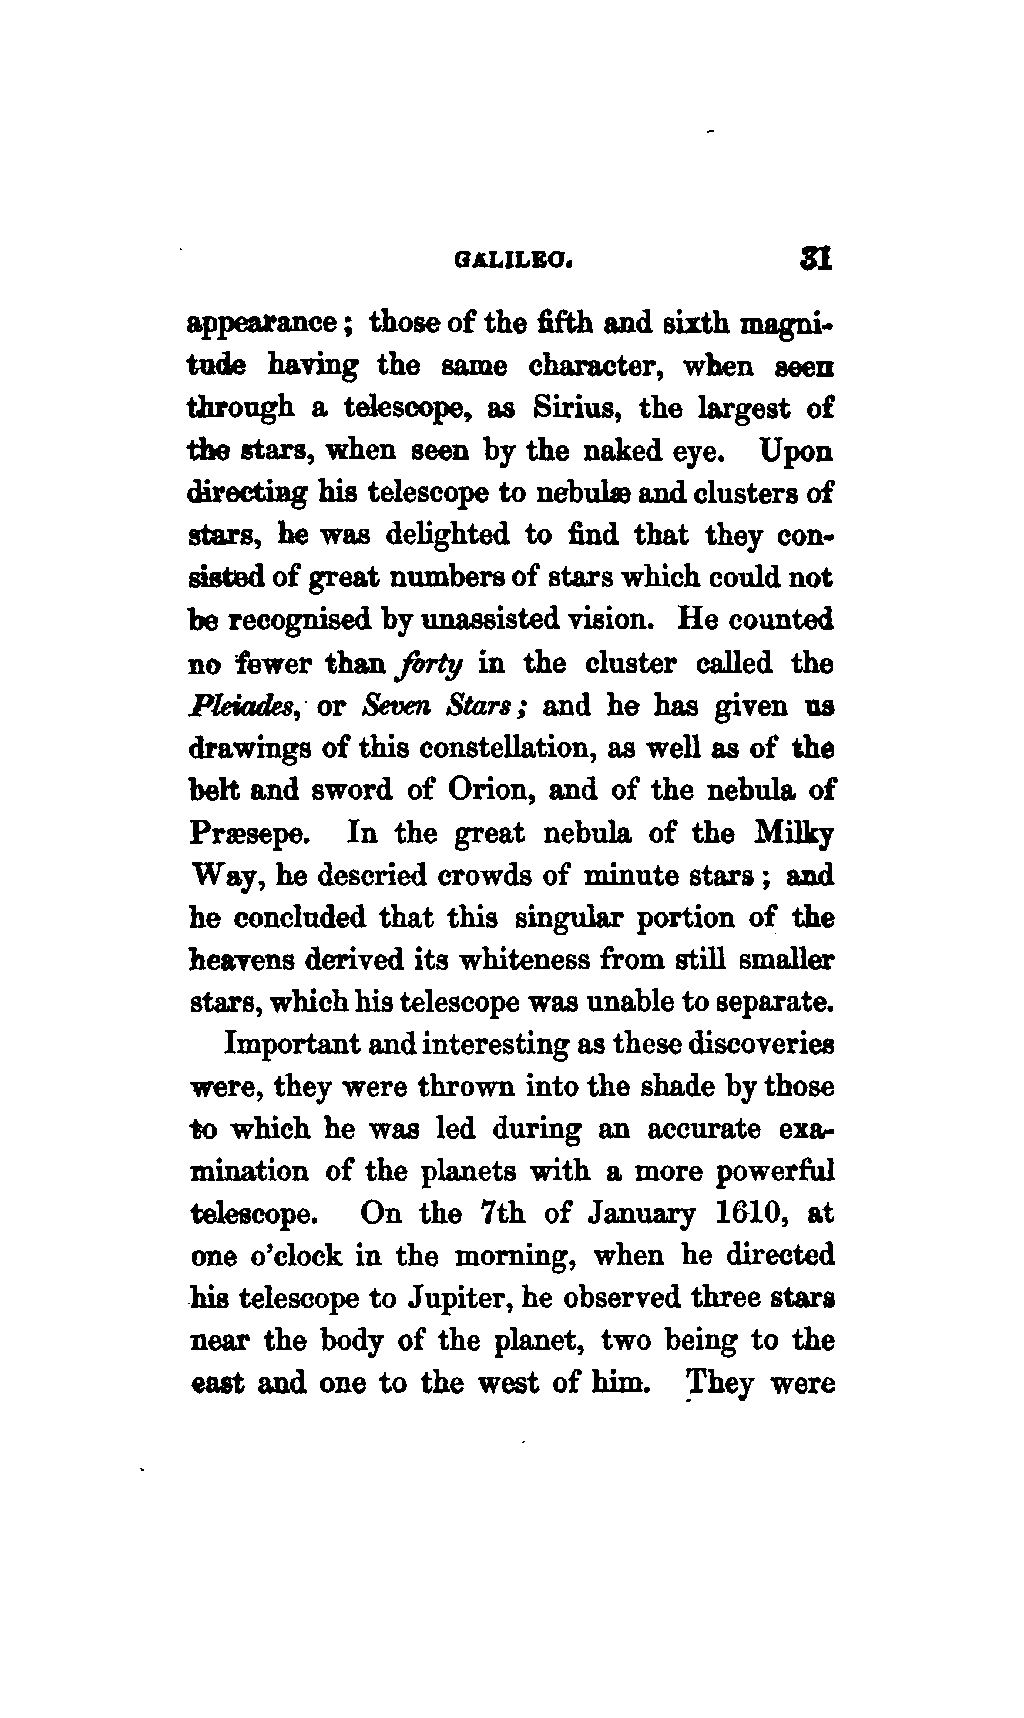 GALILEO. 31
appearance; those of the fifth and sixth magni-
tude having the same character, when seen
through a telescope, as Sirius, the largest of
the stars, when seen by the naked eye. Upon
directing his telescope to nebulæ and clusters of
stars, he was delighted to find that they con-
sisted of great numbers of stars which could not
be recognised by unassisted vision. He counted
no fewer than forty in the cluster called the
Pleiades, or Seven Stars; and he has given us
drawings of this constellation, as well as of the
belt and sword of Orion, and of the nebula of
Præsepe. In the great nebula of the Milky
Way, he descried crowds of minute stars; and
he concluded that this singular portion of the
heavens derived its whiteness from still smaller
stars, which his telescope was unable to separate.
Important and interesting as these discoveries
were, they were thrown into the shade by those
to which he was led during an accurate exa-
mination of the planets with a more powerful
telescope. On the 7th of January 1610, at
one o'clock in the morning, when he directed
his telescope to Jupiter, he observed three stars
near the body of the planet, two being to the
east and one to the west of him. They were